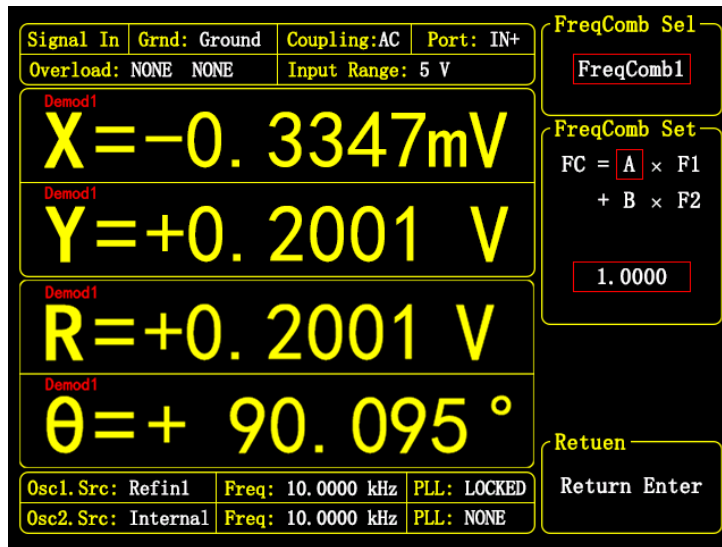 Signal In Grnd: Ground Coupling:AC Port: IN+
Overload: NONE NONE Input Range: 5 V
Demod1
X=-0.3347mV
Demod1
Y=+0.2001 V
Demod1
R=+0.2001 V
Demod1
θ=+ 90.095°
Osc1.Src: Refin1 Freq: 10.0000 kHz PLL: LOCKED
Osc2.Src: Internal Freq: 10.0000 kHz PLL: NONE
FreqComb Sel
FreqComb1
FreqComb Set
FC = A × F1
+ B × F2
1.0000
Retuen
Return Enter